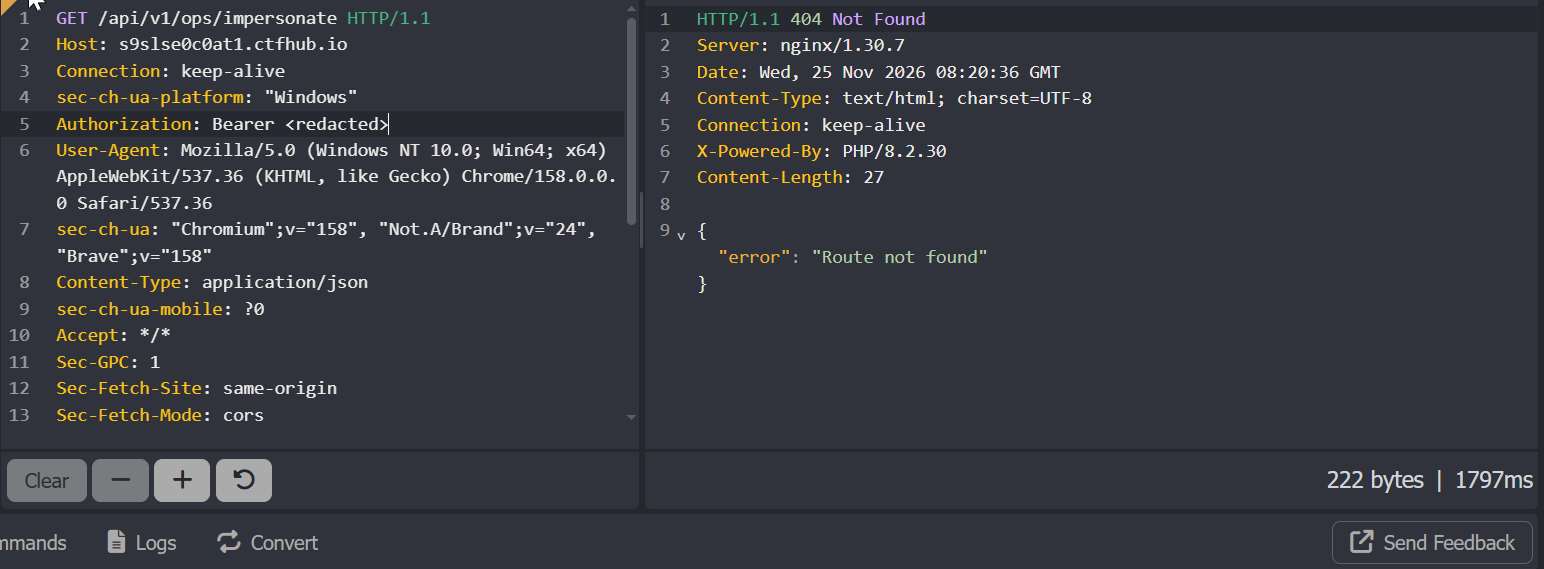 1 GET /api/v1/ops/impersonate HTTP/1.1
2 Host: s9slse0c0at1.ctfhub.io
3 Connection: keep-alive
4 sec-ch-ua-platform: "Windows"
5 Authorization: Bearer <redacted>
6 User-Agent: Mozilla/5.0 (Windows NT 10.0; Win64; x64)
AppleWebKit/537.36 (KHTML, like Gecko) Chrome/158.0.0.
0 Safari/537.36
7 sec-ch-ua: "Chromium";v="158", "Not.A/Brand";v="24",
"Brave";v="158"
8 Content-Type: application/json
9 sec-ch-ua-mobile: ?0
10 Accept: */*
11 Sec-GPC: 1
12 Sec-Fetch-Site: same-origin
13 Sec-Fetch-Mode: cors
Clear
1 HTTP/1.1 404 Not Found
2 Server: nginx/1.30.7
3 Date: Wed, 25 Nov 2026 08:20:36 GMT
4 Content-Type: text/html; charset=UTF-8
5 Connection: keep-alive
6 X-Powered-By: PHP/8.2.30
7 Content-Length: 27
8
9 {
"error": "Route not found"
}
222 bytes | 1797ms
mmands Logs Convert Send Feedback